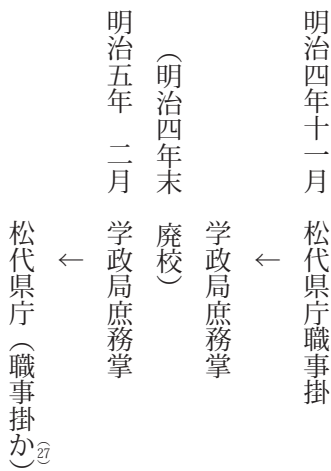 明治四年十一月　松代県庁職事掛
←
学政局庶務掌
（明治四年末　廃校）
明治五年　二月　学政局庶務掌
←
松代県庁（職事掛か）(27)